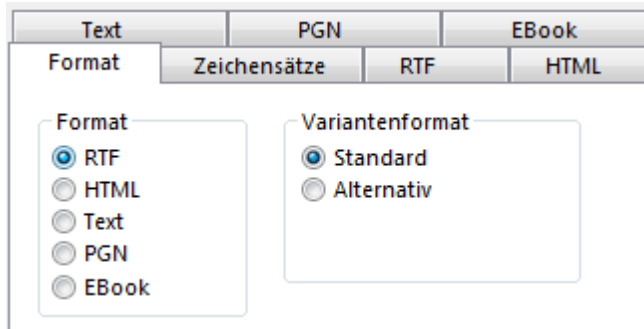 Text PGN EBook
Format Zeichensätze RTF HTML
Format
RTF
HTML
Text
PGN
EBook
Variantenformat
Standard
Alternativ